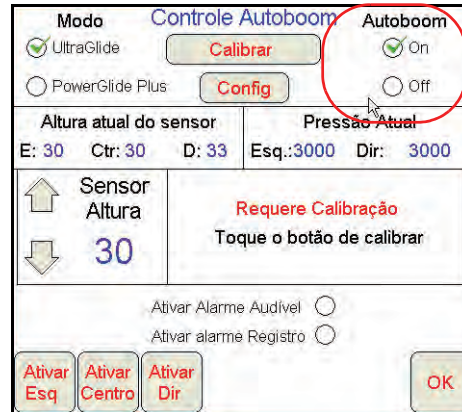 Modo Controle Autoboom Autoboom
UltraGlide Calibrar On
PowerGlide Plus Config Off
Altura atual do sensor Pressão Atual
E: 30 Ctr: 30 D: 33 Esq.:3000 Dir: 3000
Sensor
Altura
30
Requere Calibração
Toque o botão de calibrar
Ativar Alarme Audível
Ativar alarme Registro
Ativar Esq
Ativar Centro
Ativar Dir
OK